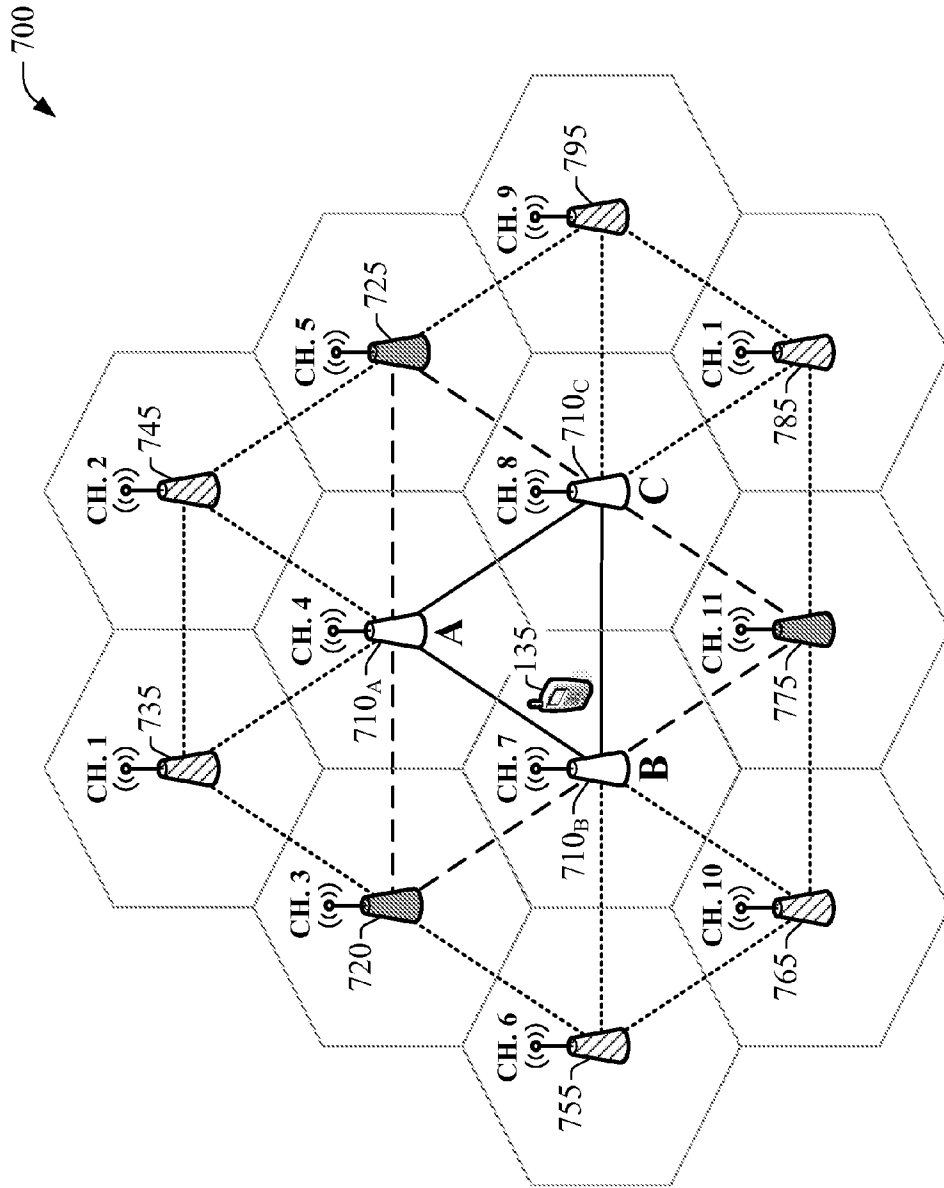 700
CH. 1
CH. 2
735
745
CH. 3
CH. 4
CH. 5
720
710A
725
A
CH. 6
CH. 7
CH. 8
CH. 9
135
755
710B
710C
795
B
C
CH. 10
CH. 11
CH. 1
765
775
785